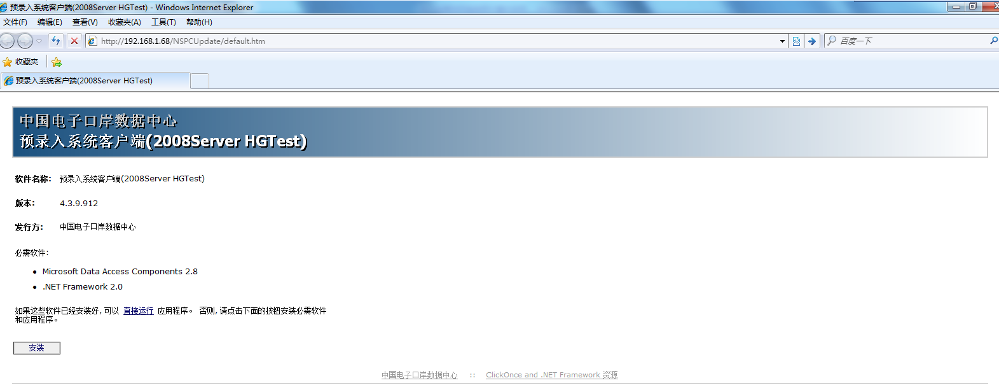 预录入系统客户端(2008Server HGTest) - Windows Internet Explorer
文件(F) 编辑(E) 查看(V) 收藏夹(A) 工具(T) 帮助(H)
http://192.168.1.68/NSPCUpdate/default.htm 百度一下
收藏夹
预录入系统客户端(2008Server HGTest)
中国电子口岸数据中心
预录入系统客户端(2008Server HGTest)
软件名称: 预录入系统客户端(2008Server HGTest)
版本: 4.3.9.912
发行方: 中国电子口岸数据中心
必需软件:
• Microsoft Data Access Components 2.8
• .NET Framework 2.0
如果这些软件已经安装好, 可以 直接运行 应用程序。 否则, 请点击下面的按钮安装必需软件
和应用程序。
安装
中国电子口岸数据中心 :: ClickOnce and .NET Framework 资源